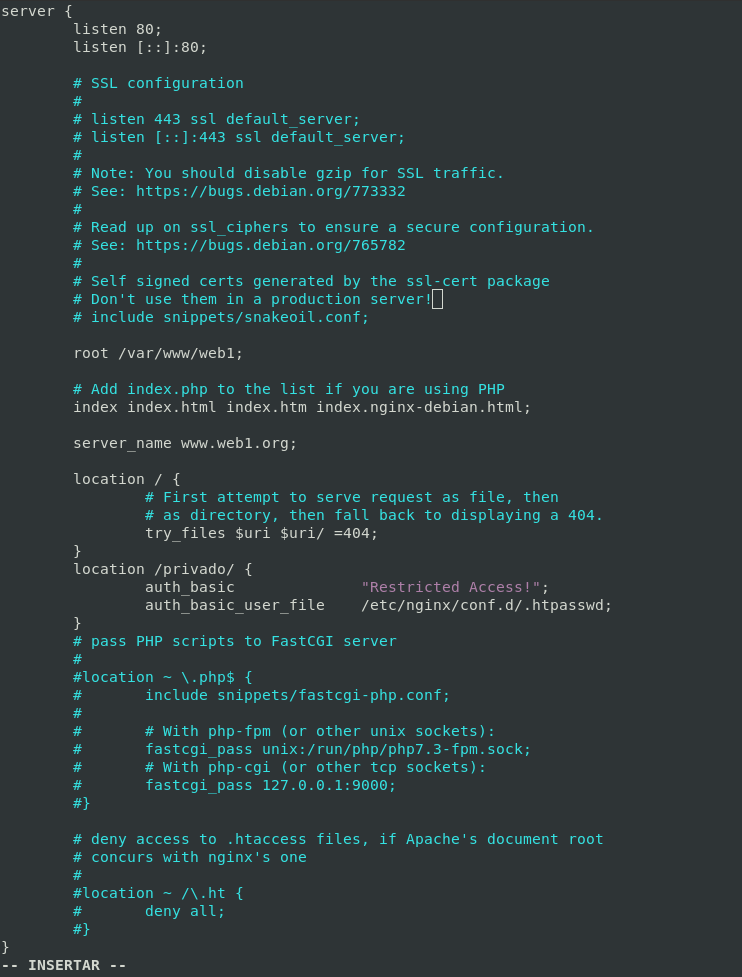 server {
        listen 80;
        listen [::]:80;

        # SSL configuration
        #
        # listen 443 ssl default_server;
        # listen [::]:443 ssl default_server;
        #
        # Note: You should disable gzip for SSL traffic.
        # See: https://bugs.debian.org/773332
        #
        # Read up on ssl_ciphers to ensure a secure configuration.
        # See: https://bugs.debian.org/765782
        #
        # Self signed certs generated by the ssl-cert package
        # Don't use them in a production server!
        # include snippets/snakeoil.conf;

        root /var/www/web1;

        # Add index.php to the list if you are using PHP
        index index.html index.htm index.nginx-debian.html;

        server_name www.web1.org;

        location / {
                # First attempt to serve request as file, then
                # as directory, then fall back to displaying a 404.
                try_files $uri $uri/ =404;
        }
        location /privado/ {
                auth_basic              "Restricted Access!";
                auth_basic_user_file    /etc/nginx/conf.d/.htpasswd;
        }
        # pass PHP scripts to FastCGI server
        #
        #location ~ \.php$ {
        #       include snippets/fastcgi-php.conf;
        #
        #       # With php-fpm (or other unix sockets):
        #       fastcgi_pass unix:/run/php/php7.3-fpm.sock;
        #       # With php-cgi (or other tcp sockets):
        #       fastcgi_pass 127.0.0.1:9000;
        #}

        # deny access to .htaccess files, if Apache's document root
        # concurs with nginx's one
        #
        #location ~ /\.ht {
        #       deny all;
        #}
}
-- INSERTAR --